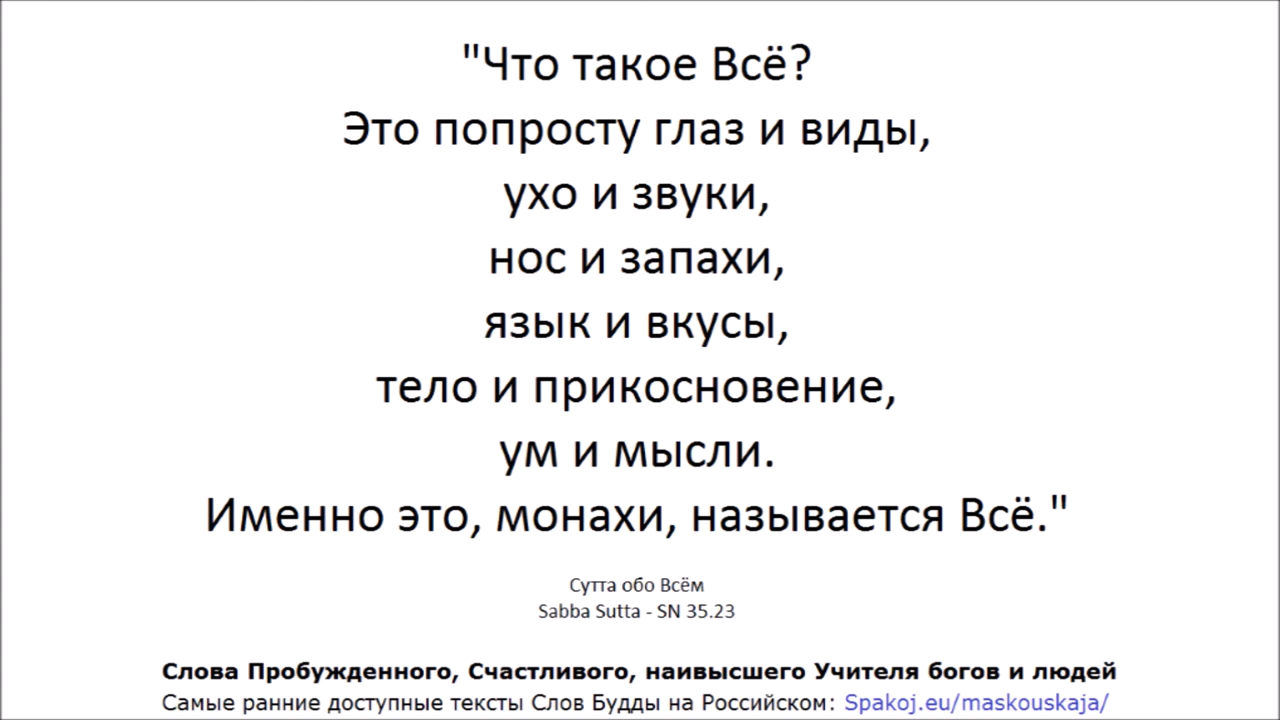 "Что такое Всё?
Это попросту глаз и виды,
ухо и звуки,
нос и запахи,
язык и вкусы,
тело и прикосновение,
ум и мысли.
Именно это, монахи, называется Всё."
Сутта обо Всём
Sabba Sutta - SN 35.23
Слова Пробужденного, Счастливого, наивысшего Учителя богов и людей
Самые ранние доступные тексты Слов Будды на Российском: Spakoj.eu/maskouskaja/